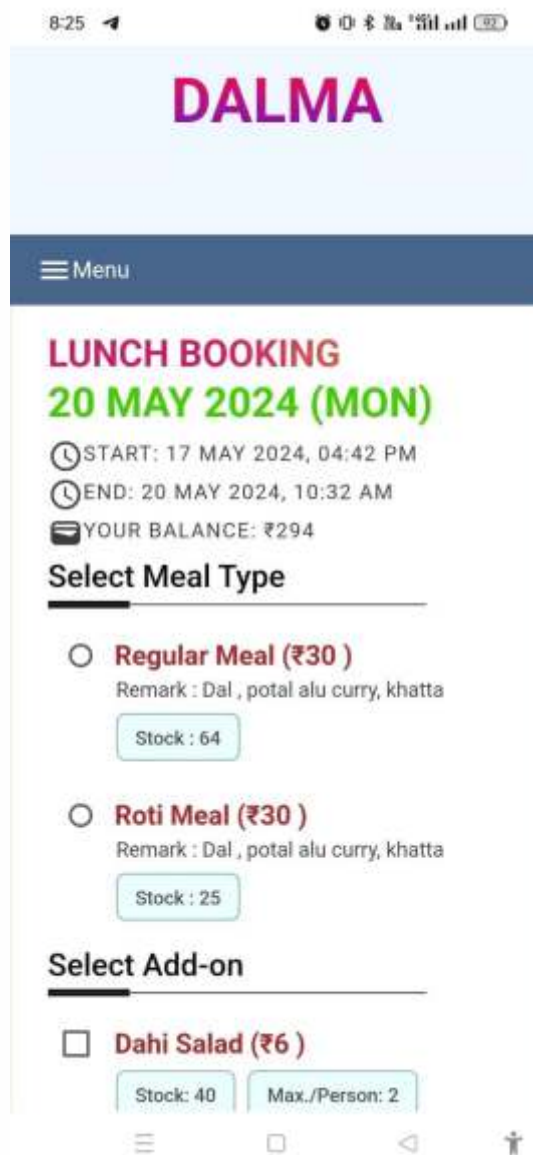 8:25
92
DALMA
Menu
LUNCH BOOKING
20 MAY 2024 (MON)
START: 17 MAY 2024, 04:42 PM
END: 20 MAY 2024, 10:32 AM
YOUR BALANCE: ₹294
Select Meal Type
Regular Meal (₹30 )
Remark : Dal , potal alu curry, khatta
Stock : 64
Roti Meal (₹30 )
Remark : Dal , potal alu curry, khatta
Stock : 25
Select Add-on
Dahi Salad (₹6 )
Stock: 40 Max./Person: 2